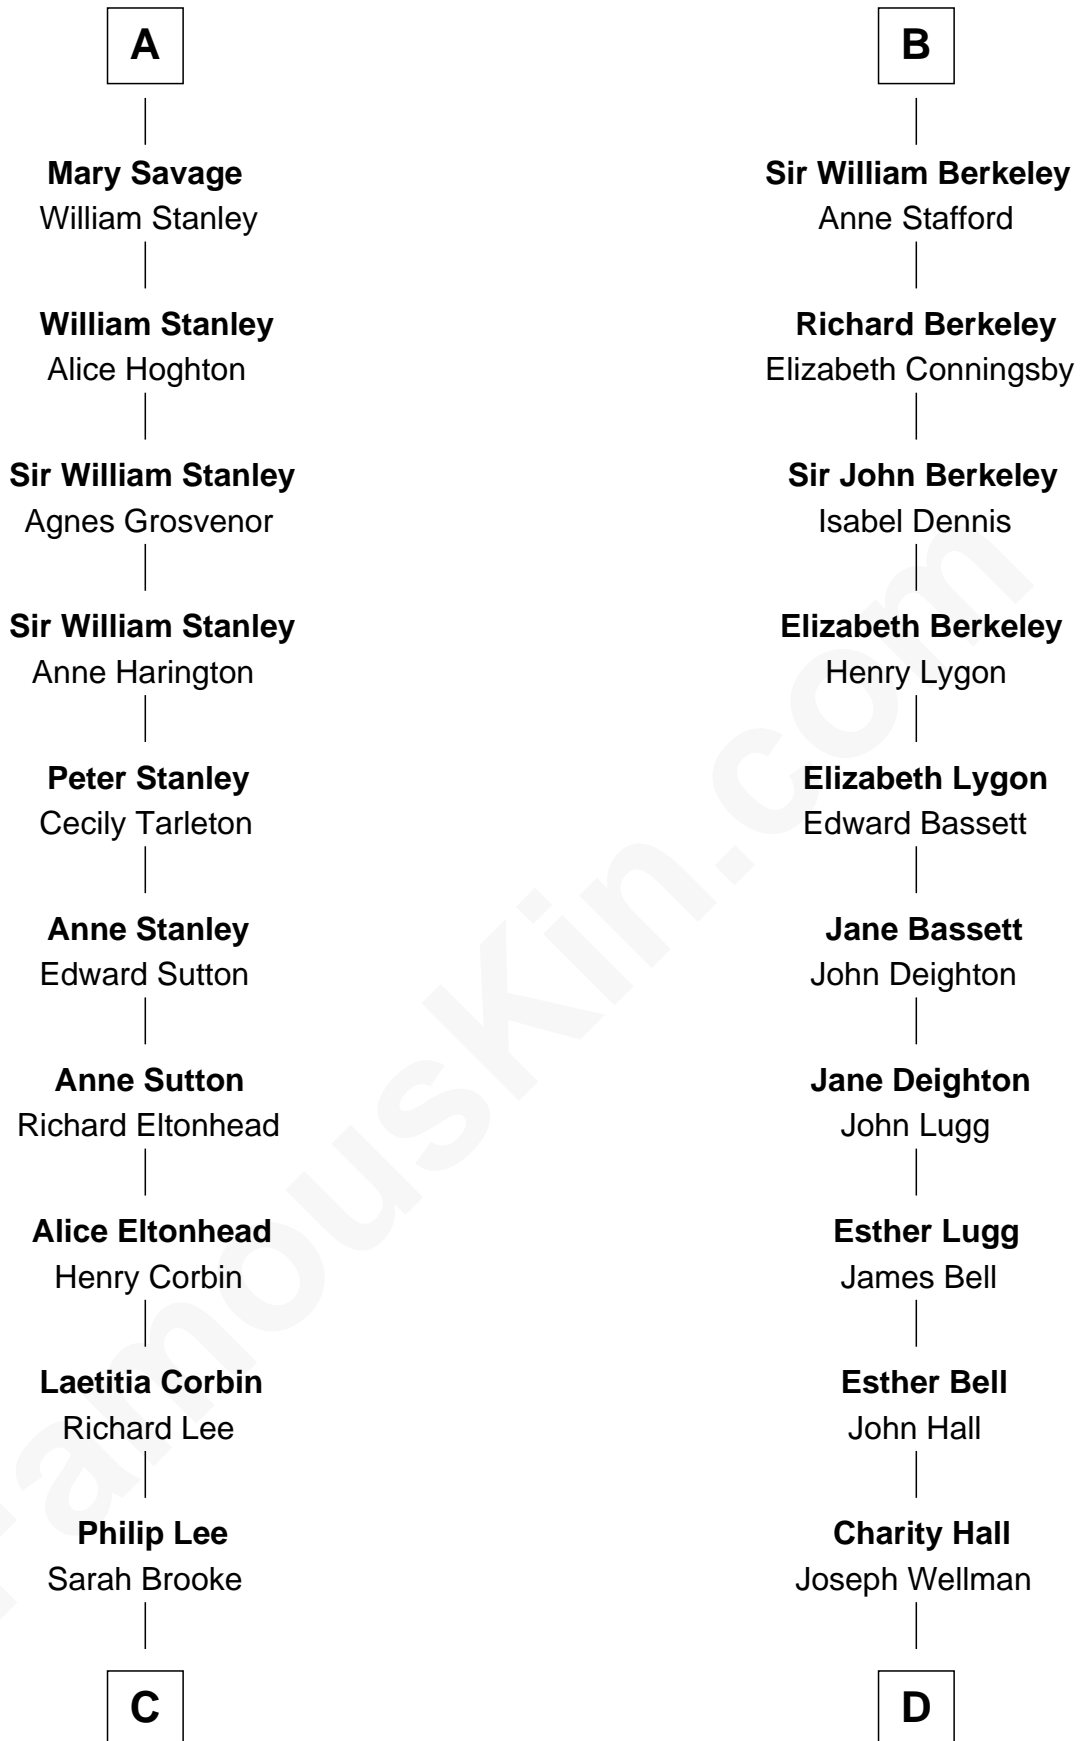 A
Mary Savage
William Stanley
William Stanley
Alice Hoghton
Sir William Stanley
Agnes Grosvenor
Sir William Stanley
Anne Harington
Peter Stanley
Cecily Tarleton
Anne Stanley
Edward Sutton
Anne Sutton
Richard Eltonhead
Alice Eltonhead
Henry Corbin
Laetitia Corbin
Richard Lee
Philip Lee
Sarah Brooke
C
B
Sir William Berkeley
Anne Stafford
Richard Berkeley
Elizabeth Conningsby
Sir John Berkeley
Isabel Dennis
Elizabeth Berkeley
Henry Lygon
Elizabeth Lygon
Edward Bassett
Jane Bassett
John Deighton
Jane Deighton
John Lugg
Esther Lugg
James Bell
Esther Bell
John Hall
Charity Hall
Joseph Wellman
D
FamousKin.com